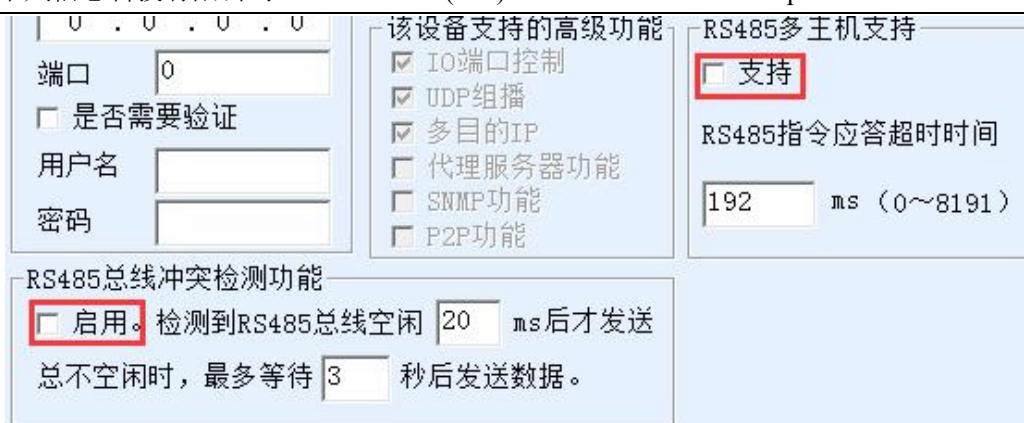 0 . 0 . 0 . 0
端口 0
是否需要验证
用户名
密码
该设备支持的高级功能
IO端口控制
UDP组播
多目的IP
代理服务器功能
SNMP功能
P2P功能
RS485多主机支持
支持
RS485指令应答超时时间
192 ms (0～8191)
RS485总线冲突检测功能
启用。检测到RS485总线空闲 20 ms后才发送
总不空闲时，最多等待 3 秒后发送数据。